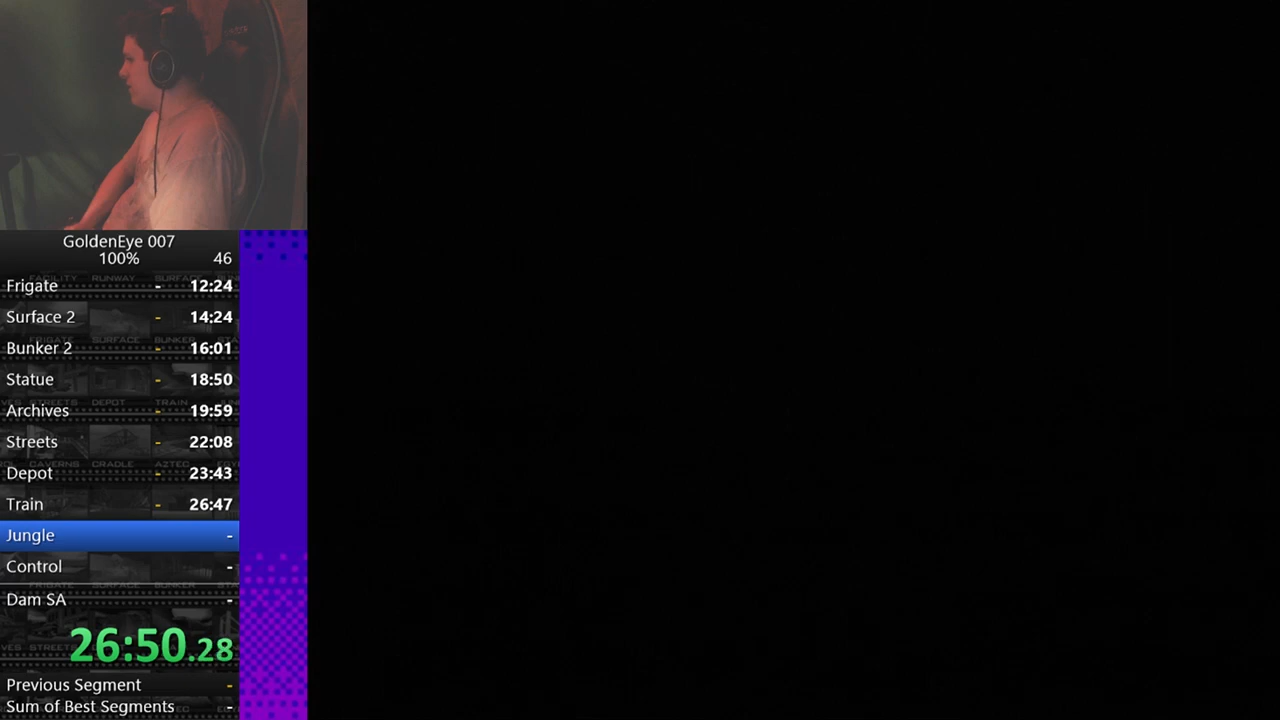 GoldenEye 007
100% 46
Frigate - 12:24
Surface 2 - 14:24
Bunker 2 - 16:01
Statue - 18:50
Archives - 19:59
Streets - 22:08
Depot - 23:43
Train - 26:47
Jungle -
Control -
Dam SA -
26:50.28
Previous Segment -
Sum of Best Segments -